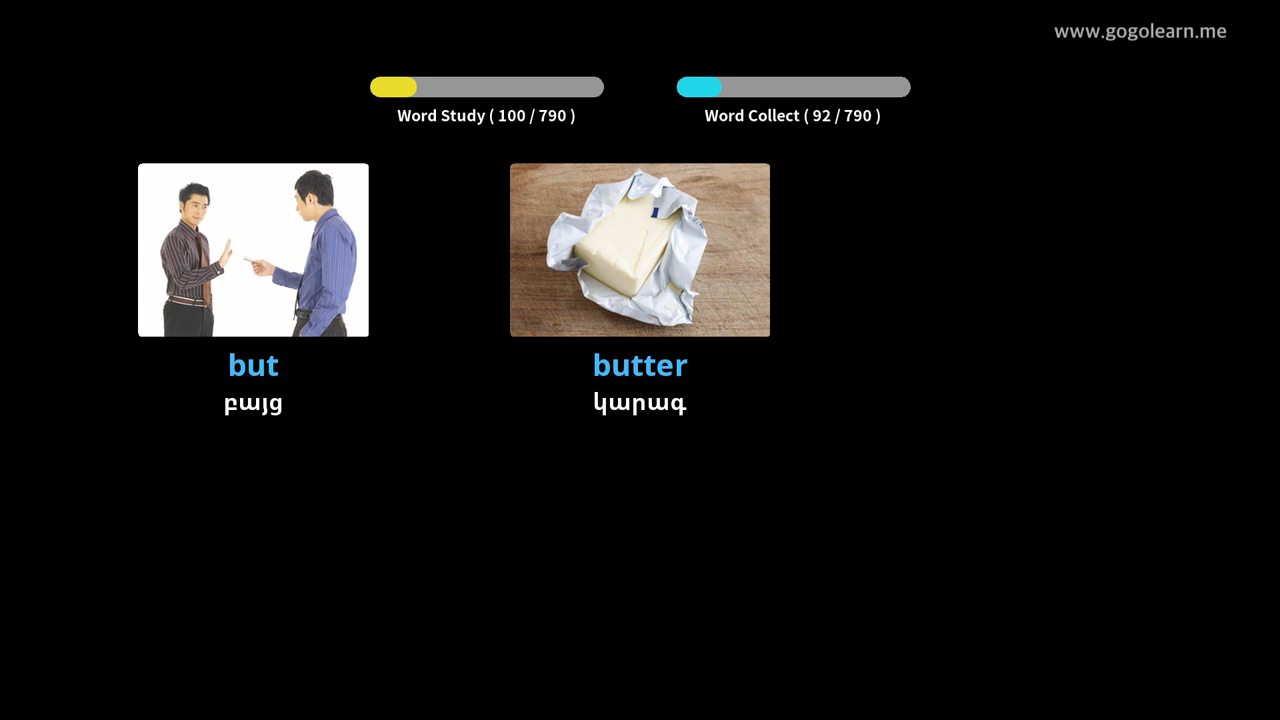 www.gogolearn.me
Word Study ( 100 / 790 )
Word Collect ( 92 / 790 )
but
բայց
butter
կարագ